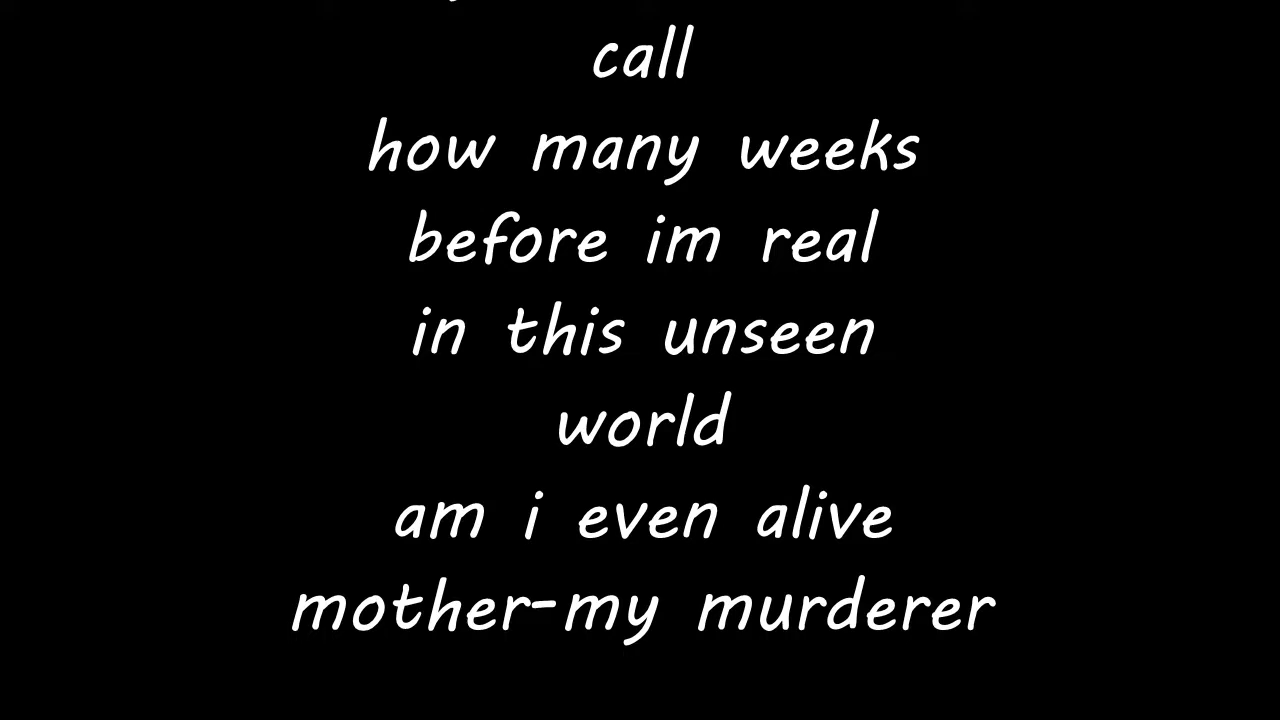 call
how many weeks
before im real
in this unseen
world
am i even alive
mother-my murderer